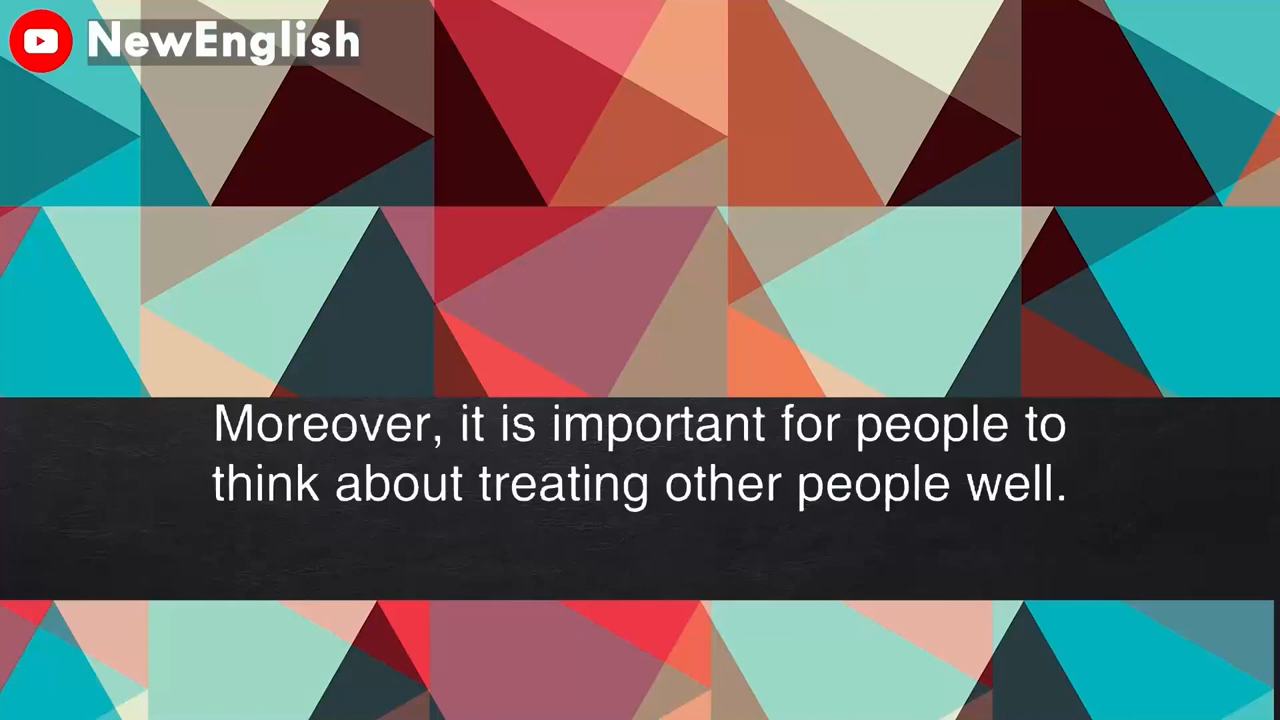 NewEnglish
Moreover, it is important for people to
think about treating other people well.